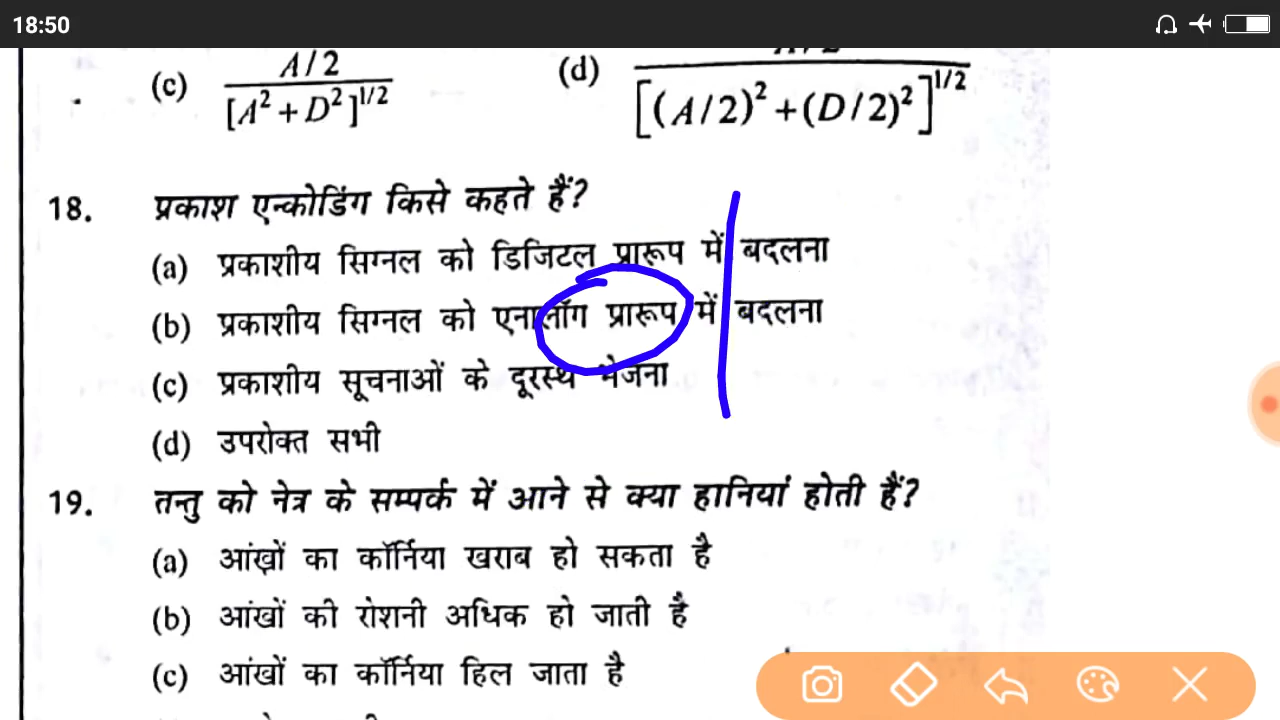 18:50
(c) A/2 / [A² + D²]^1/2 (d) / [(A/2)² + (D/2)²]^1/2
18. प्रकाश एन्कोडिंग किसे कहते हैं?
(a) प्रकाशीय सिग्नल को डिजिटल प्रारूप में बदलना
(b) प्रकाशीय सिग्नल को एनालॉग प्रारूप में बदलना
(c) प्रकाशीय सूचनाओं के दूरस्थ भेजना
(d) उपरोक्त सभी
19. तन्तु को नेत्र के सम्पर्क में आने से क्या हानियां होती हैं?
(a) आंखों का कॉर्निया खराब हो सकता है
(b) आंखों की रोशनी अधिक हो जाती है
(c) आंखों का कॉर्निया हिल जाता है